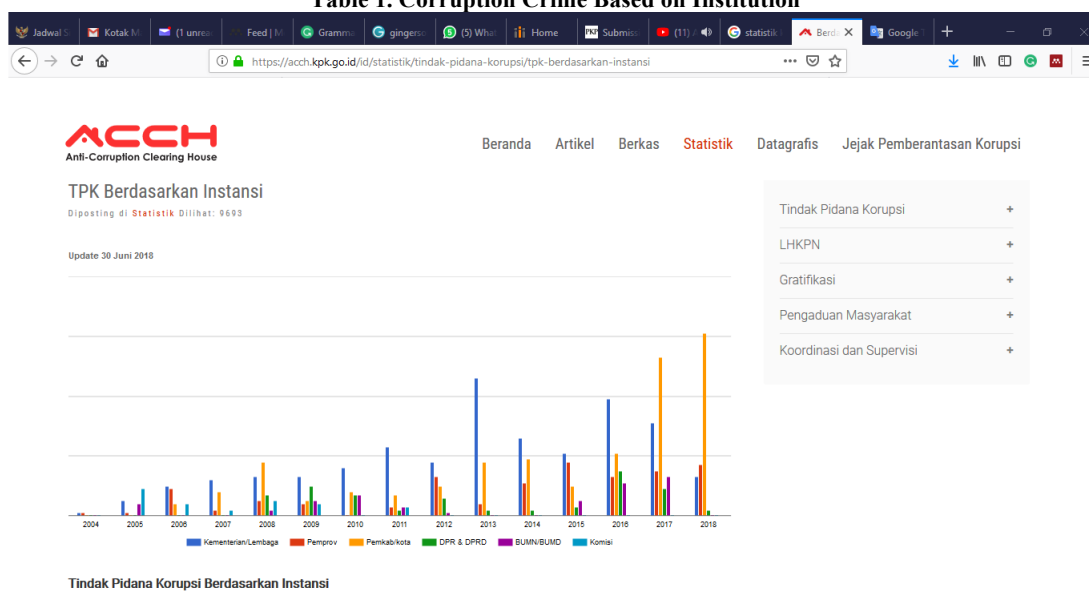 Table 1. Corruption Crime Based on Institution
Jadwal S
Kotak M
(1 unrea
Feed | M
Gramma
gingerso
(5) What
Home
PKP Submiss
(11)
statistik
Berda
Google T
https://acch.kpk.go.id/id/statistik/tindak-pidana-korupsi/tpk-berdasarkan-instansi
ACCH
Anti-Corruption Clearing House
Beranda Artikel Berkas Statistik Datagrafis Jejak Pemberantasan Korupsi
TPK Berdasarkan Instansi
Diposting di Statistik Dilihat: 9693
Update 30 Juni 2018
Tindak Pidana Korupsi +
LHKPN +
Gratifikasi +
Pengaduan Masyarakat +
Koordinasi dan Supervisi +
2004 2005 2006 2007 2008 2009 2010 2011 2012 2013 2014 2015 2016 2017 2018
Kementerian/Lembaga Pemprov Pemkab/kota DPR & DPRD BUMN/BUMD Komisi
Tindak Pidana Korupsi Berdasarkan Instansi